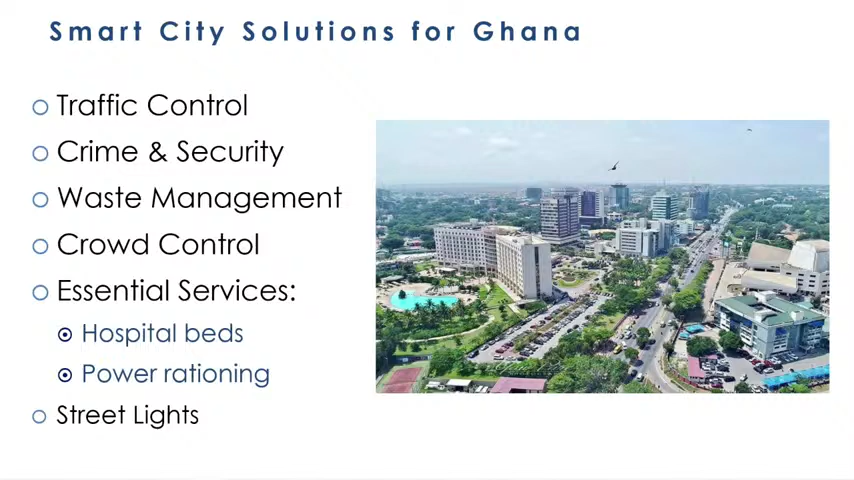 Smart City Solutions for Ghana
Traffic Control
Crime & Security
Waste Management
Crowd Control
Essential Services:
Hospital beds
Power rationing
Street Lights